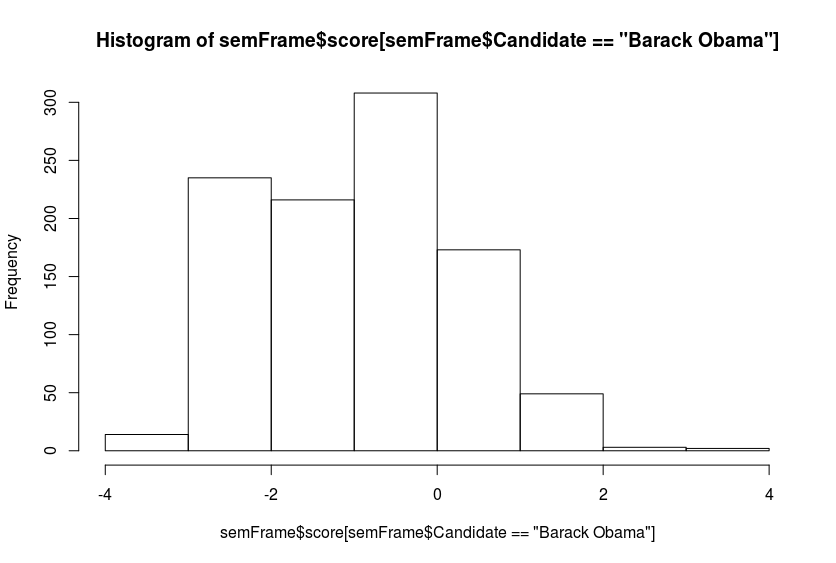 Histogram of semFrame$score[semFrame$Candidate == "Barack Obama"]
300
250
200
150
100
50
0
Frequency
-4 -2 0 2 4
semFrame$score[semFrame$Candidate == "Barack Obama"]